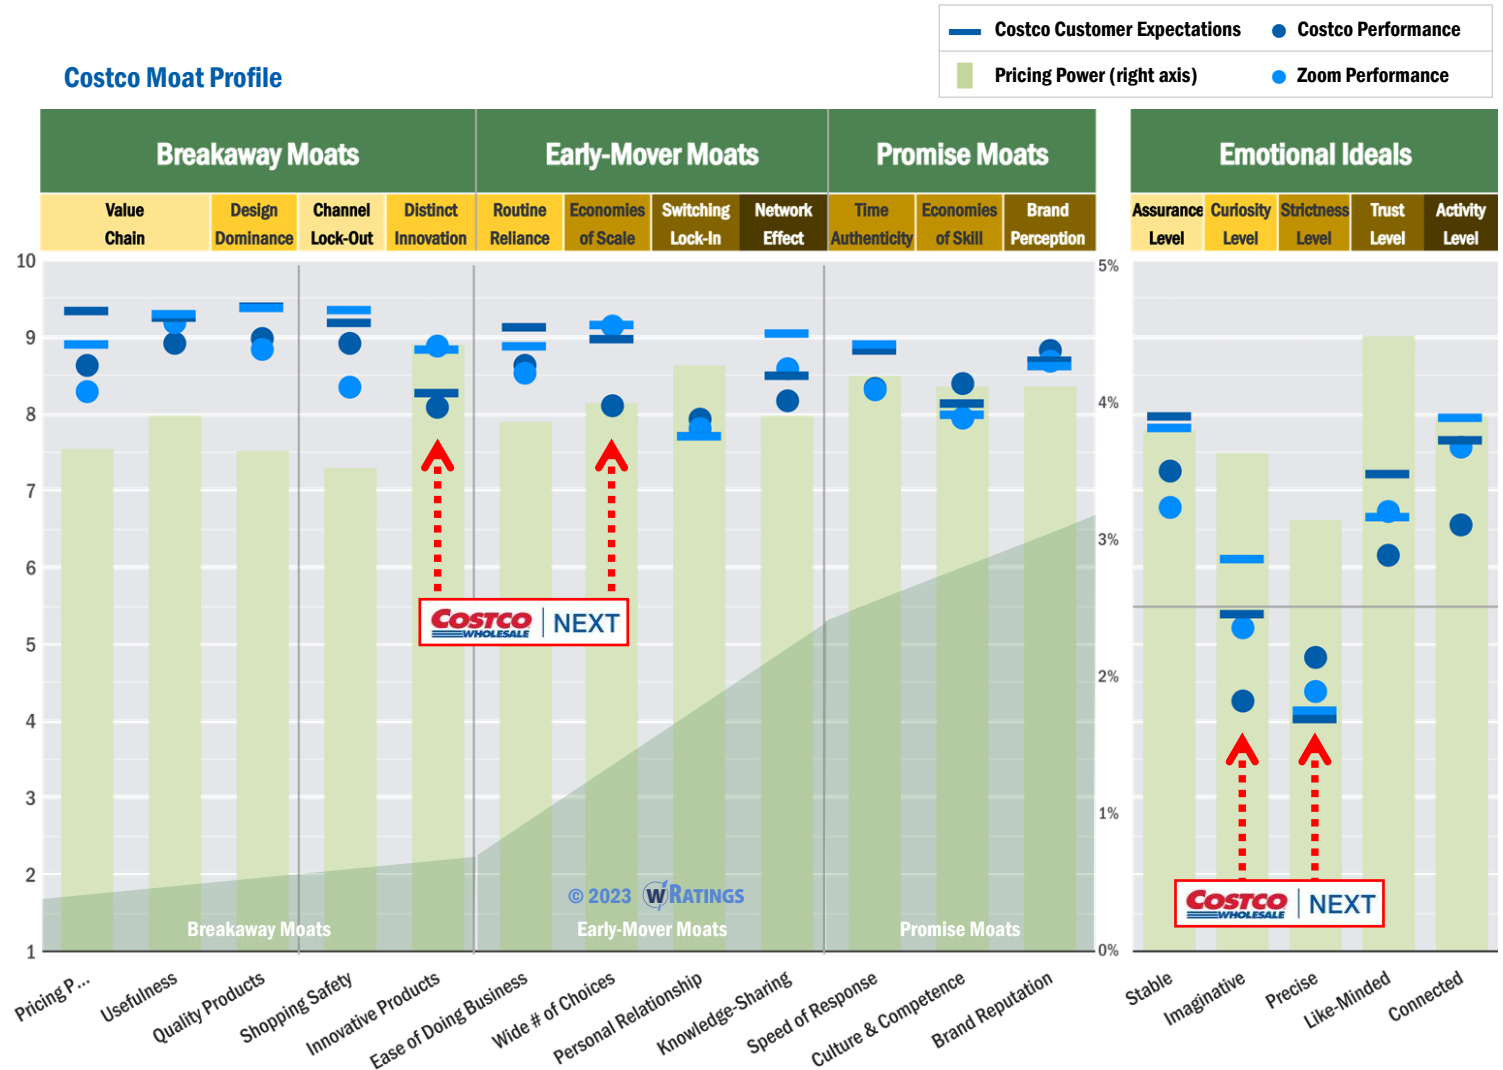 Costco Customer Expectations
Costco Performance
Pricing Power (right axis)
Zoom Performance
Costco Moat Profile
Breakaway Moats
Early-Mover Moats
Promise Moats
Emotional Ideals
Value
Chain
Design
Dominance
Channel
Lock-Out
Distinct
Innovation
Routine
Reliance
Economies
of Scale
Switching
Lock-In
Network
Effect
Time
Authenticity
Economies
of Skill
Brand
Perception
Assurance
Level
Curiosity
Level
Strictness
Level
Trust
Level
Activity
Level
10
9
8
7
6
5
4
3
2
1
5%
4%
3%
2%
1%
0%
COSTCO
WHOLESALE
NEXT
COSTCO
WHOLESALE
NEXT
© 2023 wRATINGS
Breakaway Moats
Early-Mover Moats
Promise Moats
Pricing P...
Usefulness
Quality Products
Shopping Safety
Innovative Products
Ease of Doing Business
Wide # of Choices
Personal Relationship
Knowledge-Sharing
Speed of Response
Culture & Competence
Brand Reputation
Stable
Imaginative
Precise
Like-Minded
Connected